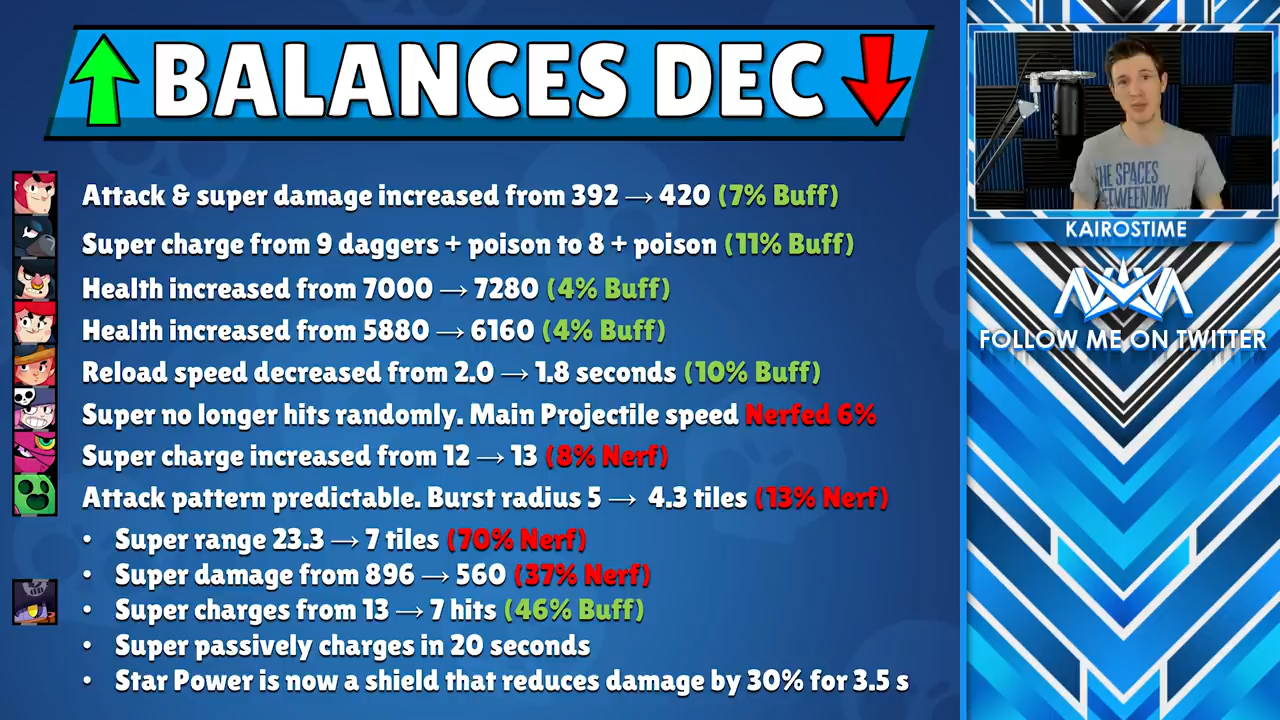 BALANCES DEC
Attack & super damage increased from 392 → 420 (7% Buff)
Super charge from 9 daggers + poison to 8 + poison (11% Buff)
Health increased from 7000 → 7280 (4% Buff)
Health increased from 5880 → 6160 (4% Buff)
Reload speed decreased from 2.0 → 1.8 seconds (10% Buff)
Super no longer hits randomly. Main Projectile speed Nerfed 6%
Super charge increased from 12 → 13 (8% Nerf)
Attack pattern predictable. Burst radius 5 → 4.3 tiles (13% Nerf)
• Super range 23.3 → 7 tiles (70% Nerf)
• Super damage from 896 → 560 (37% Nerf)
• Super charges from 13 → 7 hits (46% Buff)
• Super passively charges in 20 seconds
• Star Power is now a shield that reduces damage by 30% for 3.5 s
THE SPACES
BETWEEN MY
KAIROSTIME
FOLLOW ME ON TWITTER